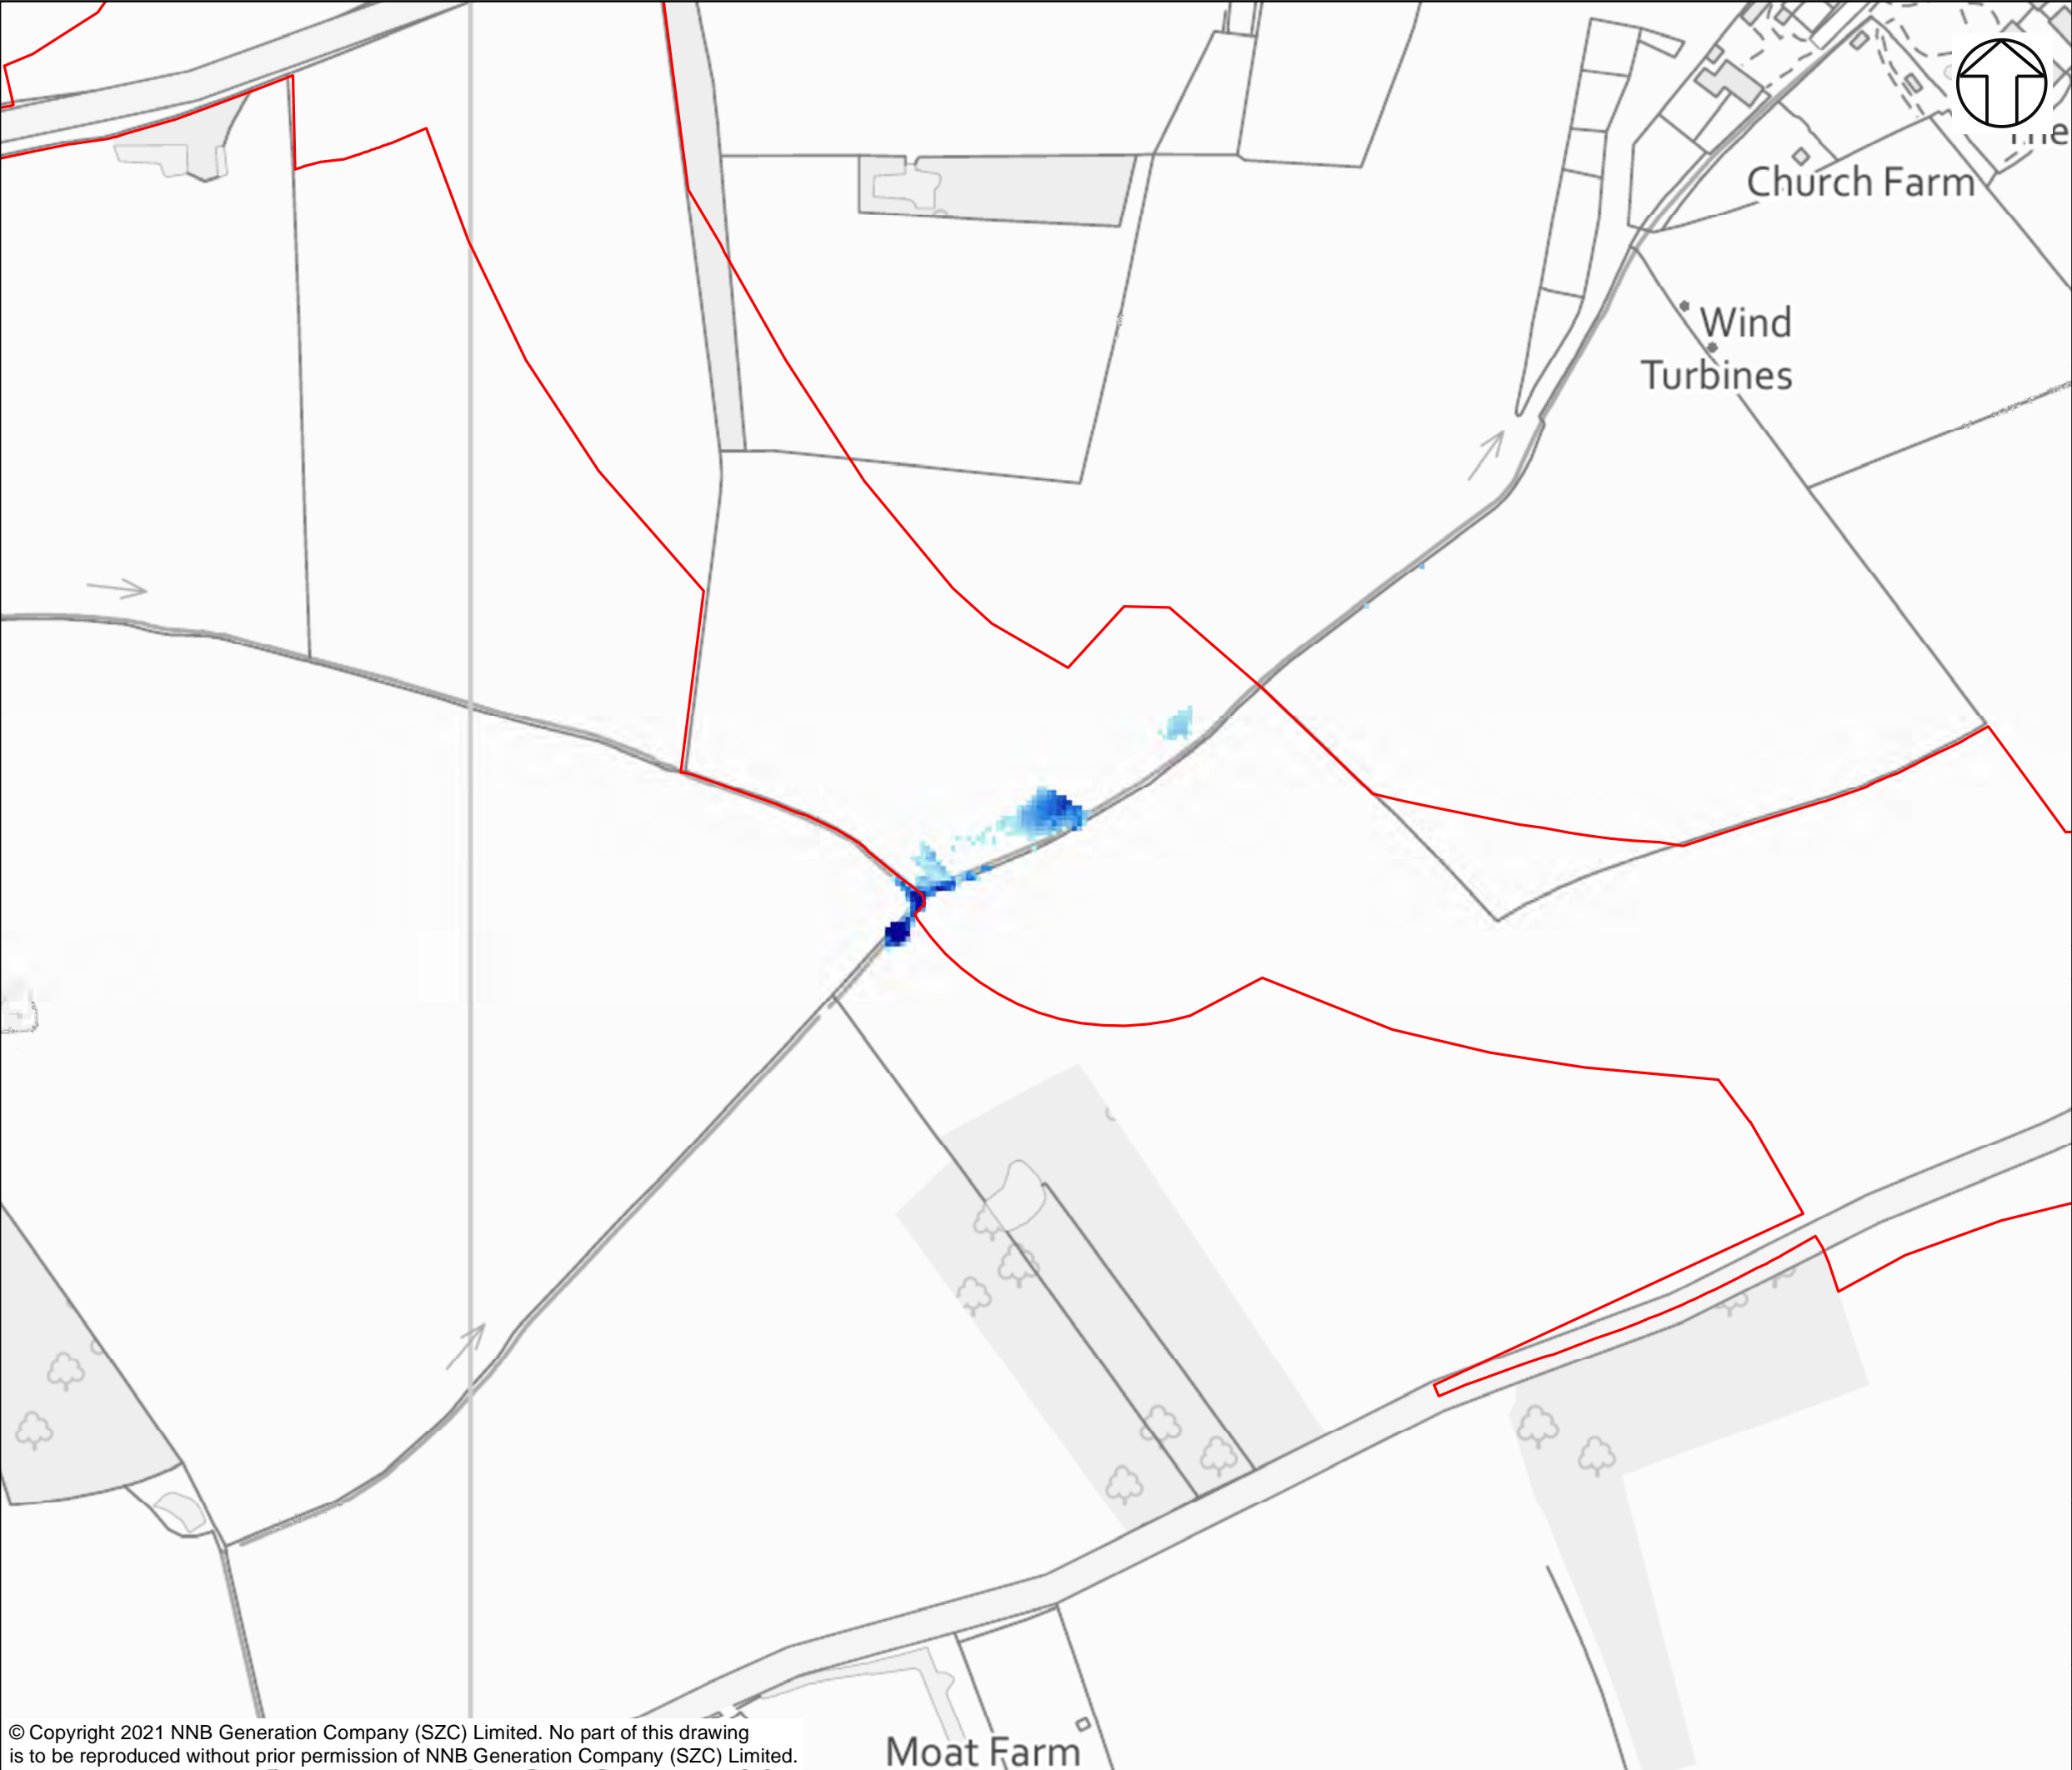 Church Farm
Wind
Turbines
© Copyright 2021 NNB Generation Company (SZC) Limited. No part of this drawing
is to be reproduced without prior permission of NNB Generation Company (SZC) Limited.
Moat Farm